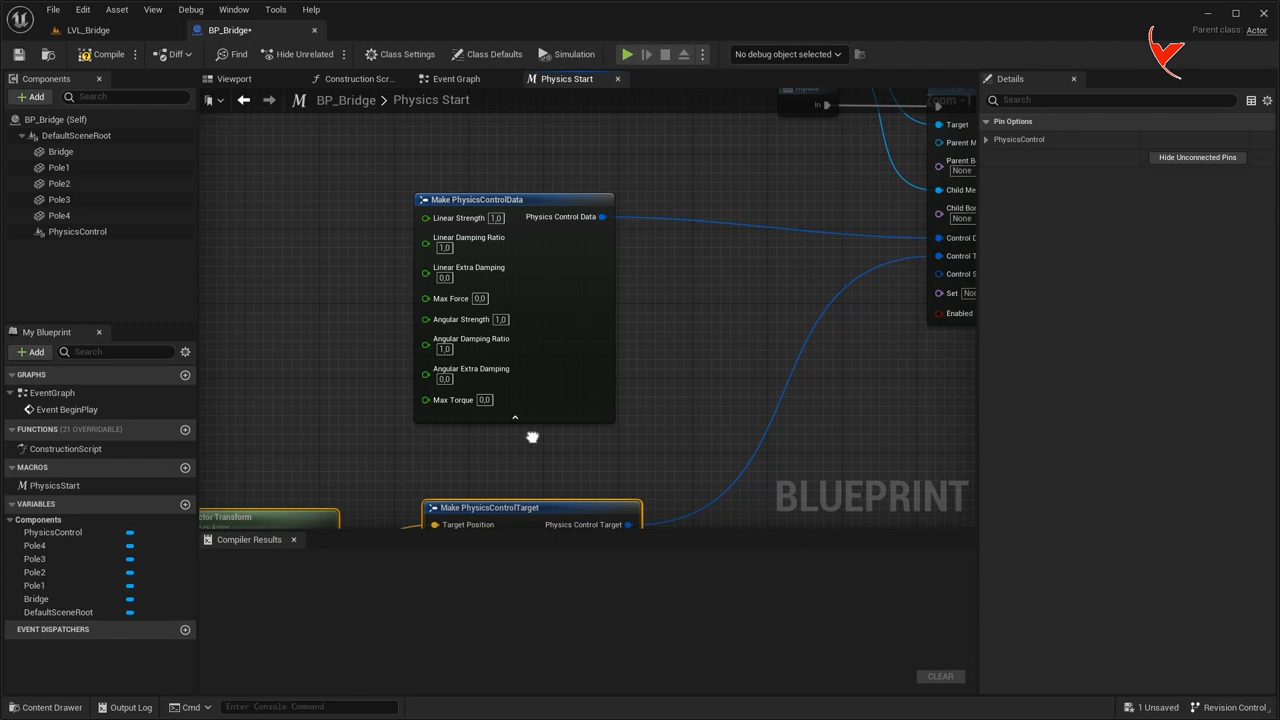 File Edit Asset View Debug Window Tools Help
LVL_Bridge BP_Bridge•
Parent class: Actor
Compile Diff Find Hide Unrelated Class Settings Class Defaults Simulation No debug object selected
Components Viewport Construction Scr... Event Graph Physics Start Details
Add Search BP_Bridge Physics Start Search
BP_Bridge (Self)
DefaultSceneRoot
Bridge
Pole1
Pole2
Pole3
Pole4
PhysicsControl
Inputs
In
Zoom -1
Target
Parent M
Parent B
None
Child Me
Child Bo
None
Control D
Control T
Control S
Set
Enabled
Make PhysicsControlData
Linear Strength 1,0 Physics Control Data
Linear Damping Ratio
1,0
Linear Extra Damping
0,0
Max Force 0,0
Angular Strength 1,0
Angular Damping Ratio
1,0
Angular Extra Damping
0,0
Max Torque 0,0
BLUEPRINT
ctor Transform
Make PhysicsControlTarget
Target Position Physics Control Target
Pin Options
PhysicsControl
Hide Unconnected Pins
My Blueprint
Add Search
GRAPHS
EventGraph
Event BeginPlay
FUNCTIONS (21 OVERRIDABLE)
ConstructionScript
MACROS
PhysicsStart
VARIABLES
Components
PhysicsControl
Pole4
Pole3
Pole2
Pole1
Bridge
DefaultSceneRoot
EVENT DISPATCHERS
Compiler Results
CLEAR
Content Drawer Output Log Cmd Enter Console Command 1 Unsaved Revision Control